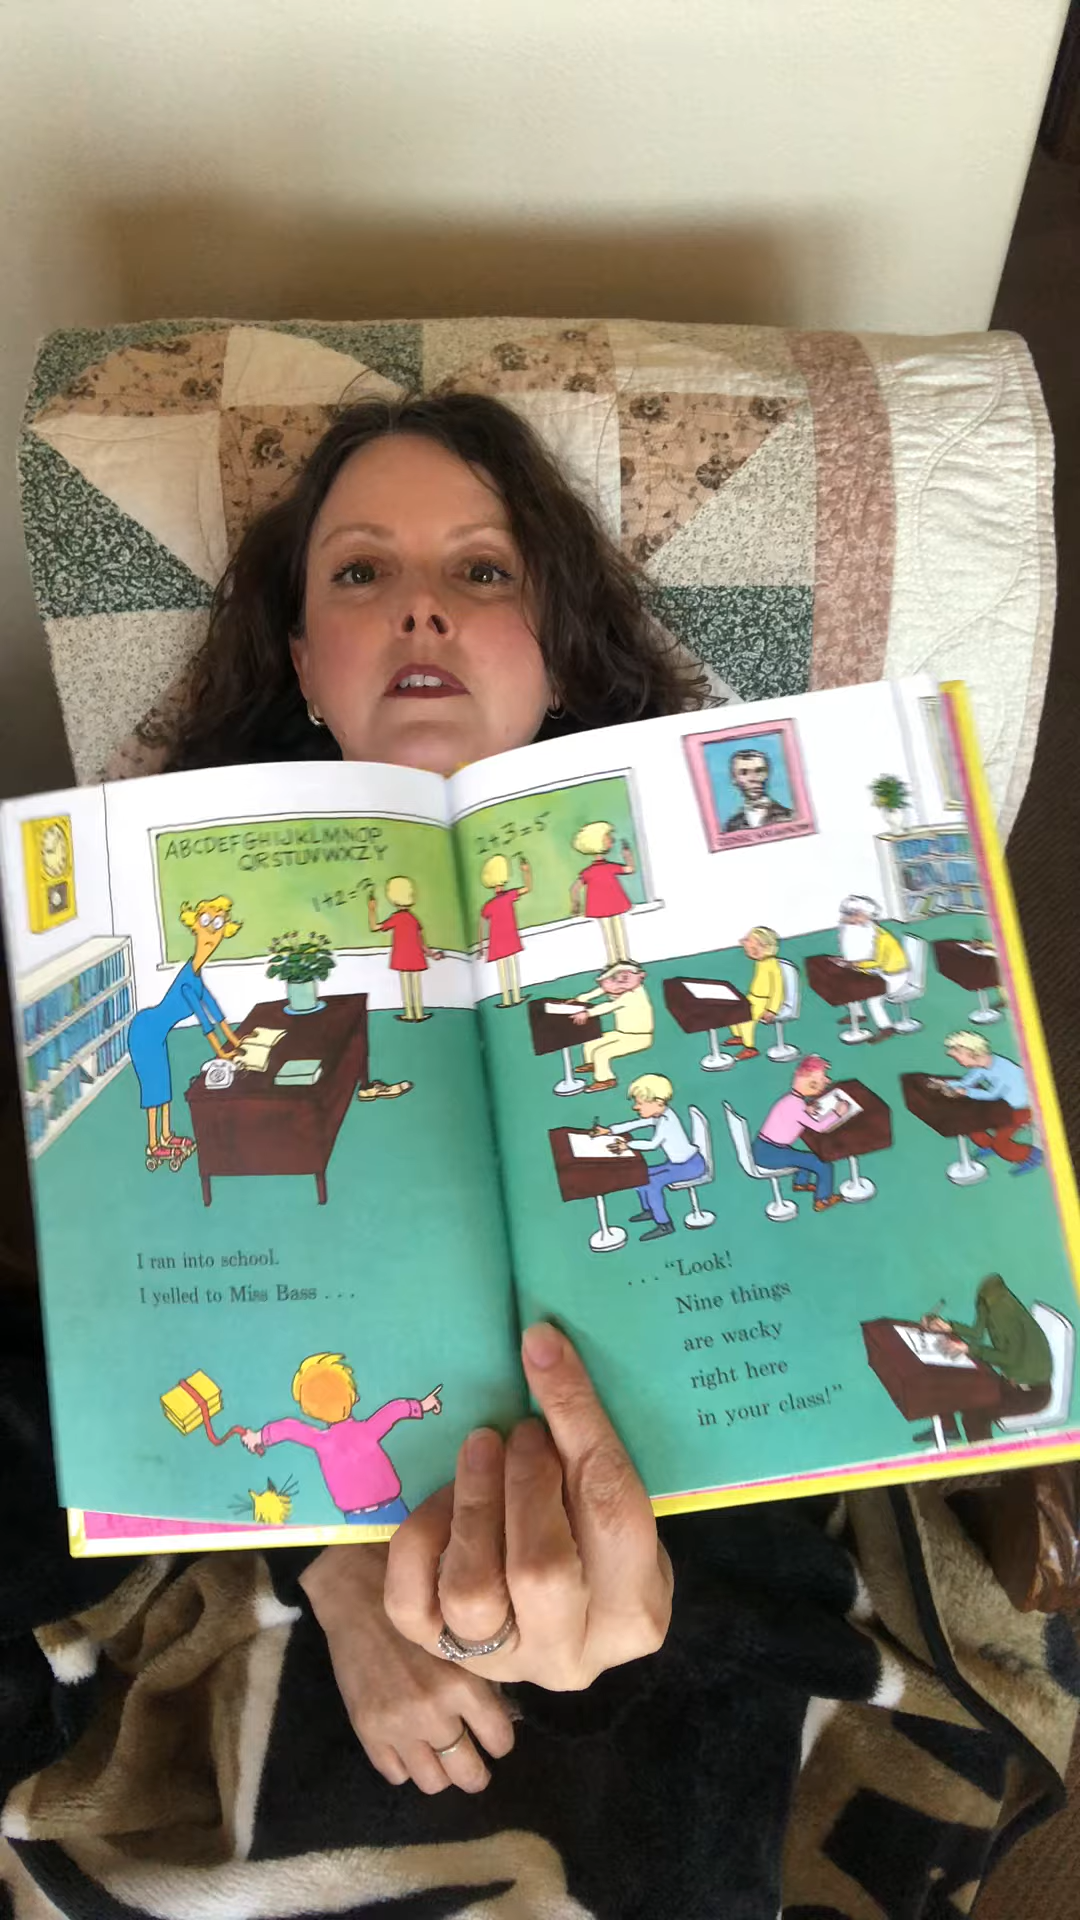 ABCDEFGHIJKLMNOP
QRSTUVWXZY
1+2=?
2+3=5
I ran into school.
I yelled to Miss Bass . . .
. . . “Look!
Nine things
are wacky
right here
in your class!”